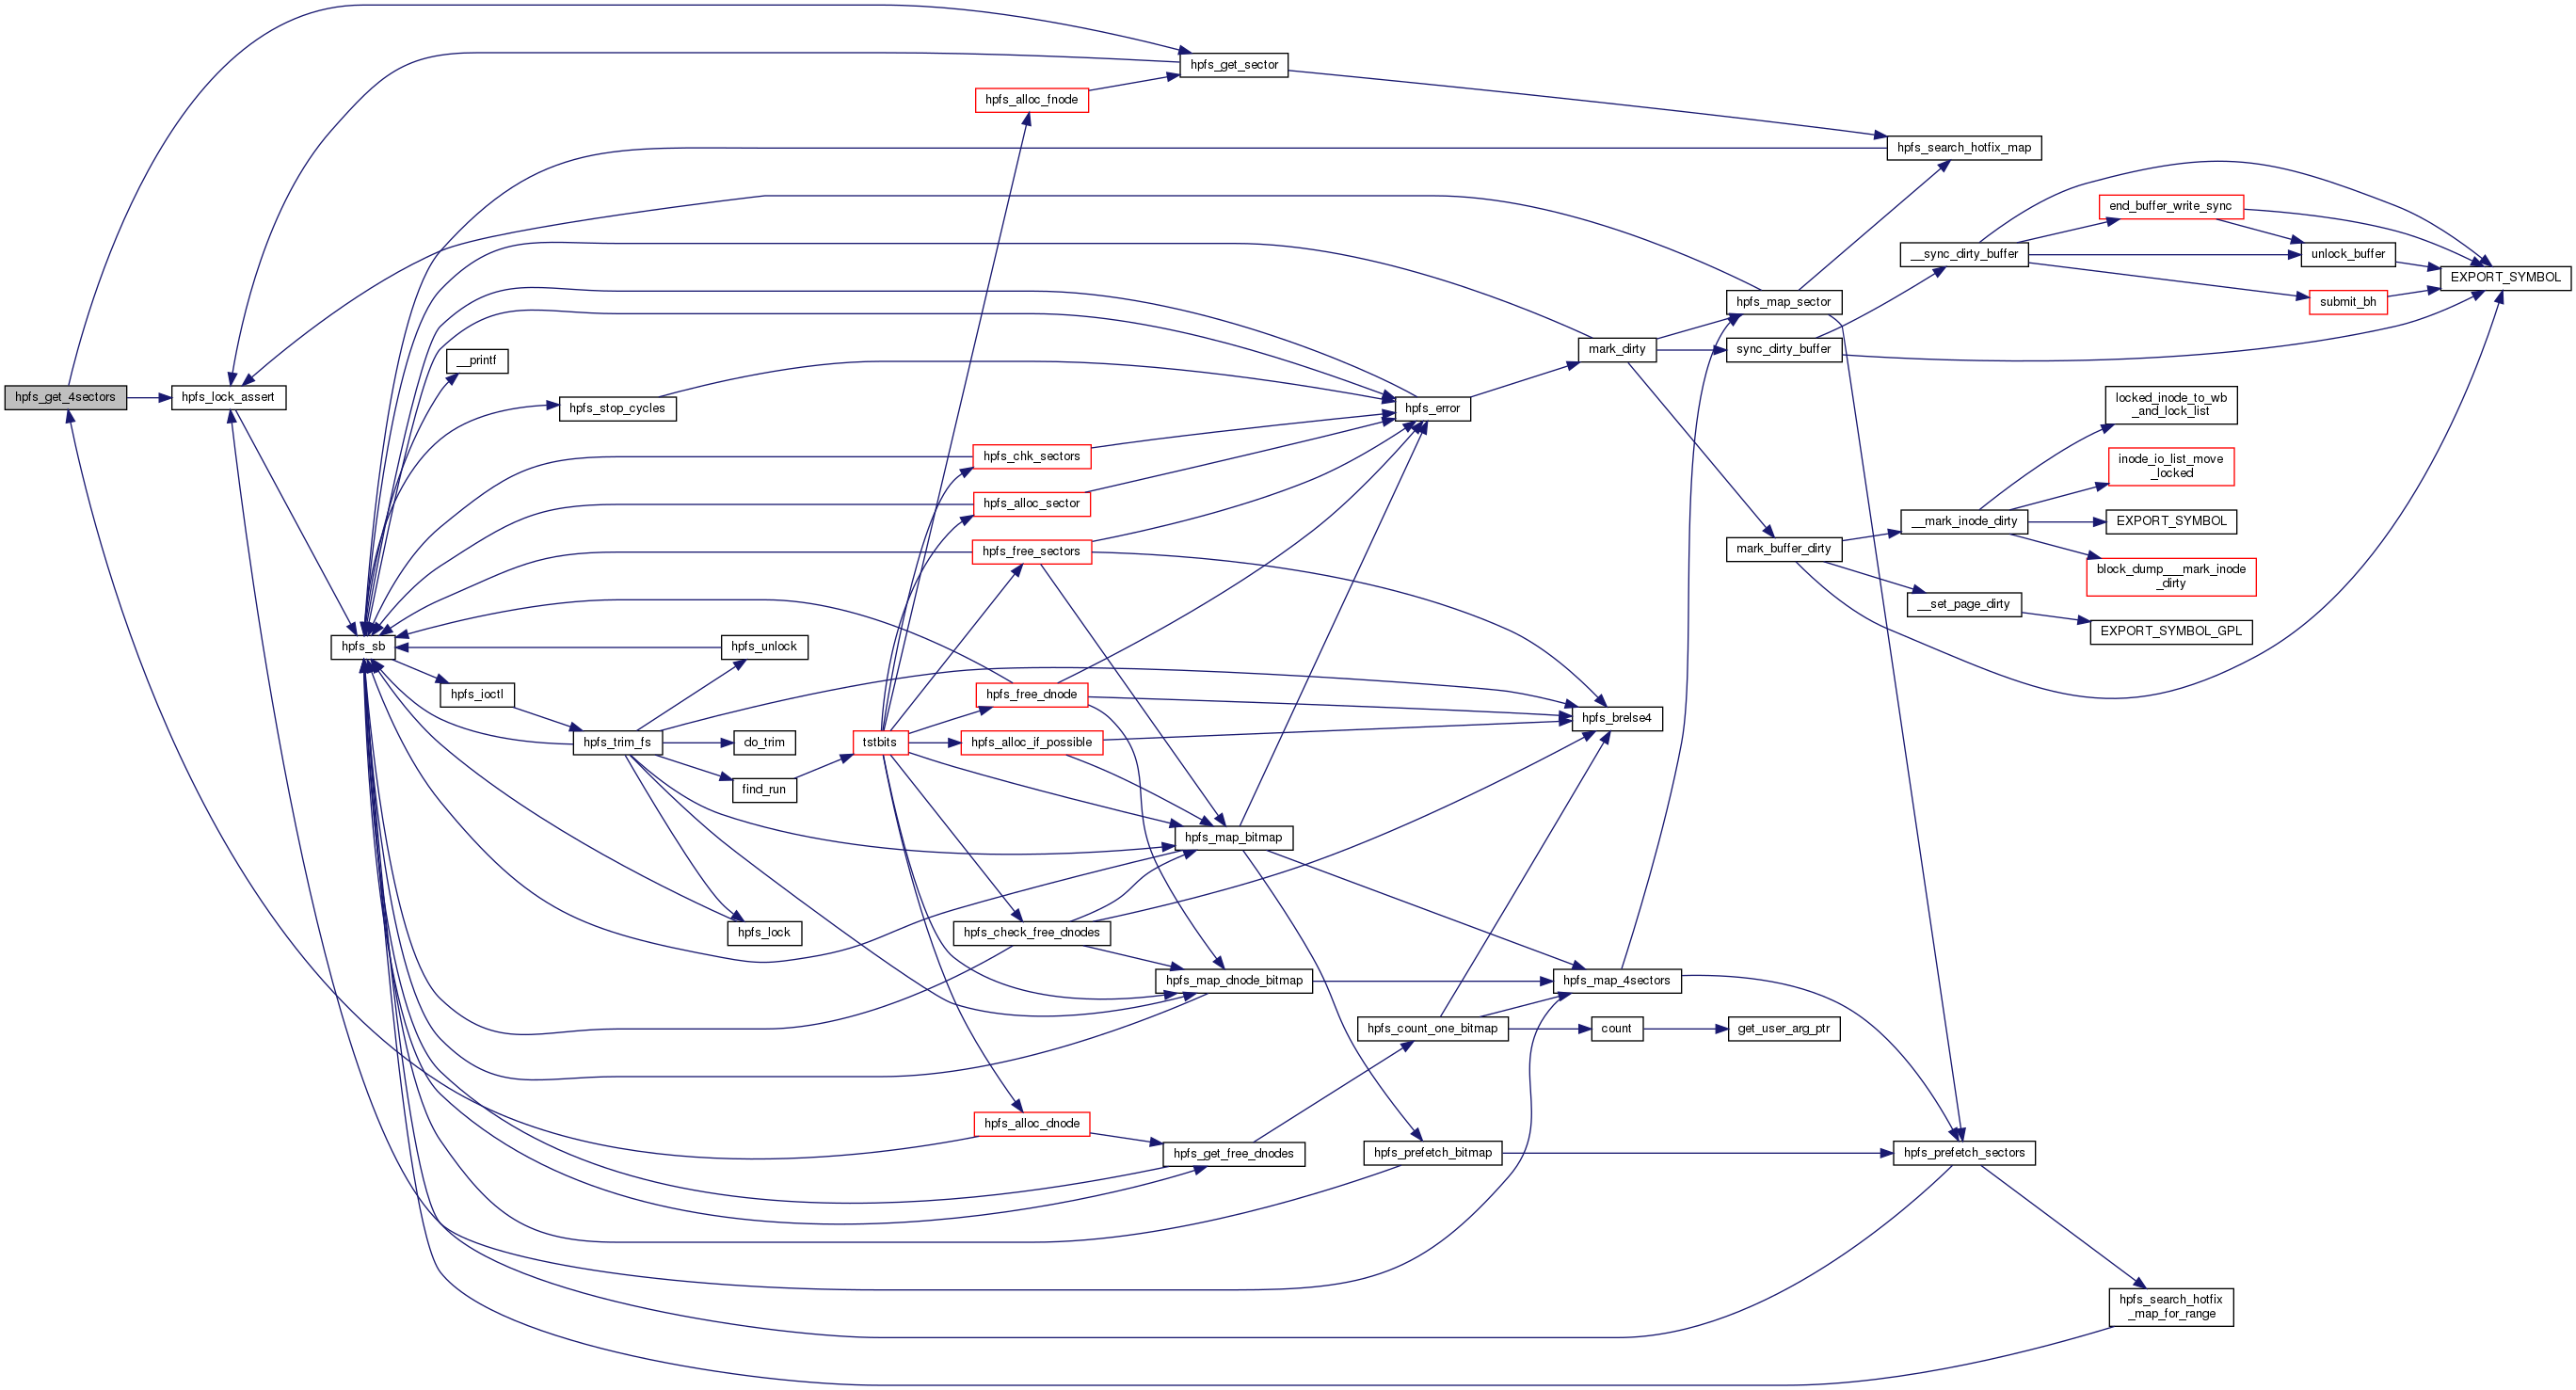 hpfs_get_sector
hpfs_alloc_fnode
hpfs_search_hotfix_map
end_buffer_write_sync
__sync_dirty_buffer
unlock_buffer
EXPORT_SYMBOL
hpfs_map_sector
submit_bh
__printf
mark_dirty
sync_dirty_buffer
hpfs_get_4sectors
hpfs_lock_assert
hpfs_stop_cycles
hpfs_error
locked_inode_to_wb
_and_lock_list
hpfs_chk_sectors
inode_io_list_move
_locked
hpfs_alloc_sector
__mark_inode_dirty
EXPORT_SYMBOL
hpfs_free_sectors
mark_buffer_dirty
block_dump___mark_inode
_dirty
__set_page_dirty
EXPORT_SYMBOL_GPL
hpfs_sb
hpfs_unlock
hpfs_ioctl
hpfs_free_dnode
hpfs_brelse4
hpfs_trim_fs
do_trim
tstbits
hpfs_alloc_if_possible
find_run
hpfs_map_bitmap
hpfs_lock
hpfs_check_free_dnodes
hpfs_map_dnode_bitmap
hpfs_map_4sectors
hpfs_count_one_bitmap
count
get_user_arg_ptr
hpfs_alloc_dnode
hpfs_get_free_dnodes
hpfs_prefetch_bitmap
hpfs_prefetch_sectors
hpfs_search_hotfix
_map_for_range